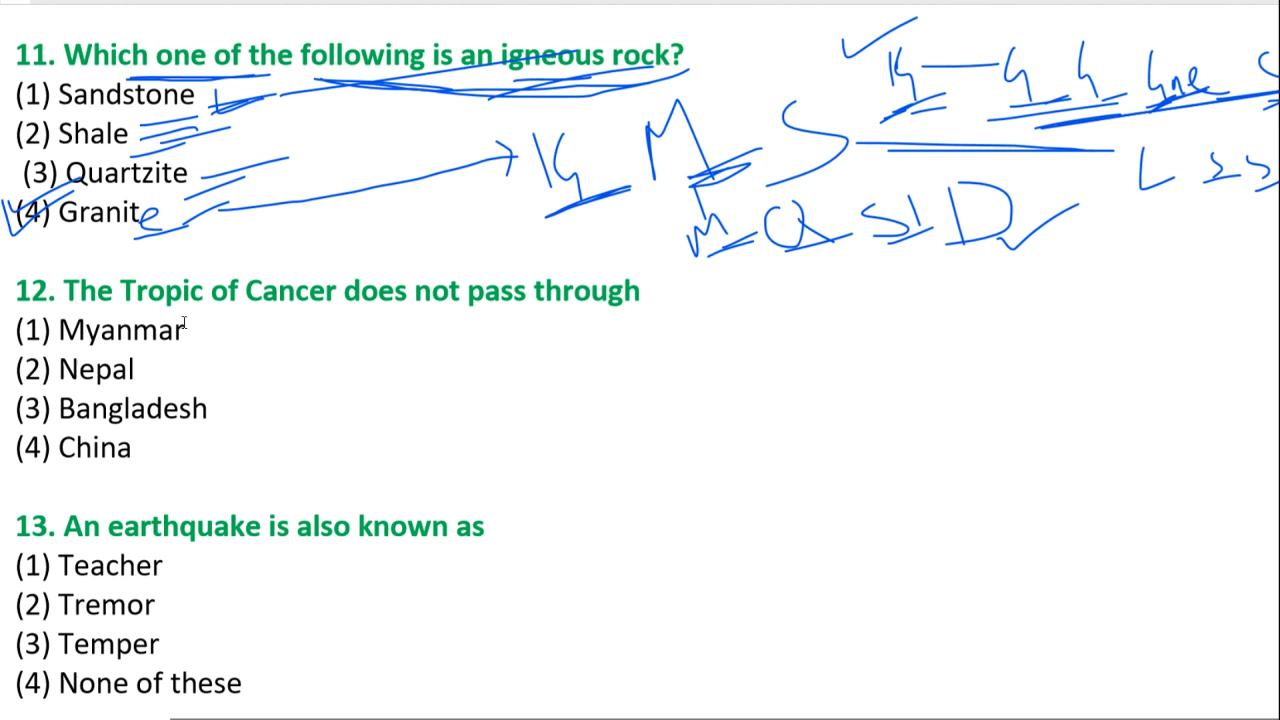 11. Which one of the following is an igneous rock?
(1) Sandstone
(2) Shale
(3) Quartzite
(4) Granite
M S
M Q Sl D
L S S
12. The Tropic of Cancer does not pass through
(1) Myanmar
(2) Nepal
(3) Bangladesh
(4) China
13. An earthquake is also known as
(1) Teacher
(2) Tremor
(3) Temper
(4) None of these